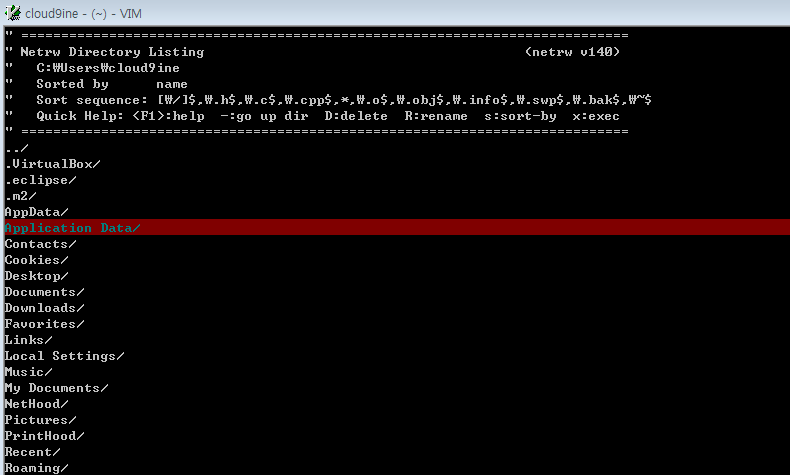 cloud9ine - (~) - VIM
" ============================================================================
" Netrw Directory Listing                                        (netrw v140)
"   C:₩Users₩cloud9ine
"   Sorted by      name
"   Sort sequence: [₩/]$,₩.h$,₩.c$,₩.cpp$,*,₩.o$,₩.obj$,₩.info$,₩.swp$,₩.bak$,₩~$
"   Quick Help: <F1>:help  -:go up dir  D:delete  R:rename  s:sort-by  x:exec
" ============================================================================
../
.VirtualBox/
.eclipse/
.m2/
AppData/
Application Data/
Contacts/
Cookies/
Desktop/
Documents/
Downloads/
Favorites/
Links/
Local Settings/
Music/
My Documents/
NetHood/
Pictures/
PrintHood/
Recent/
Roaming/